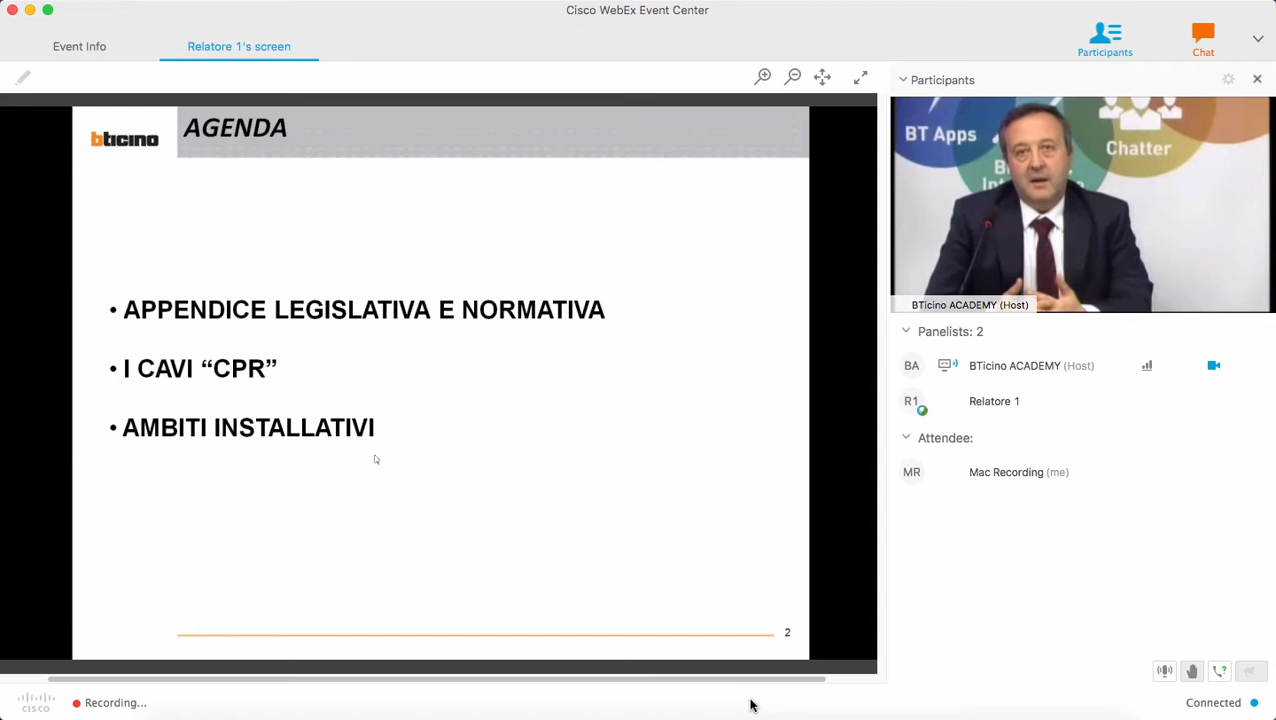 Cisco WebEx Event Center
Event Info
Relatore 1's screen
Participants
Chat
bticino
AGENDA
• APPENDICE LEGISLATIVA E NORMATIVA
• I CAVI “CPR”
• AMBITI INSTALLATIVI
2
Participants
BT Apps
Chatter
BTicino ACADEMY (Host)
Panelists: 2
BA
BTicino ACADEMY (Host)
R1
Relatore 1
Attendee:
MR
Mac Recording (me)
CISCO
Recording...
Connected